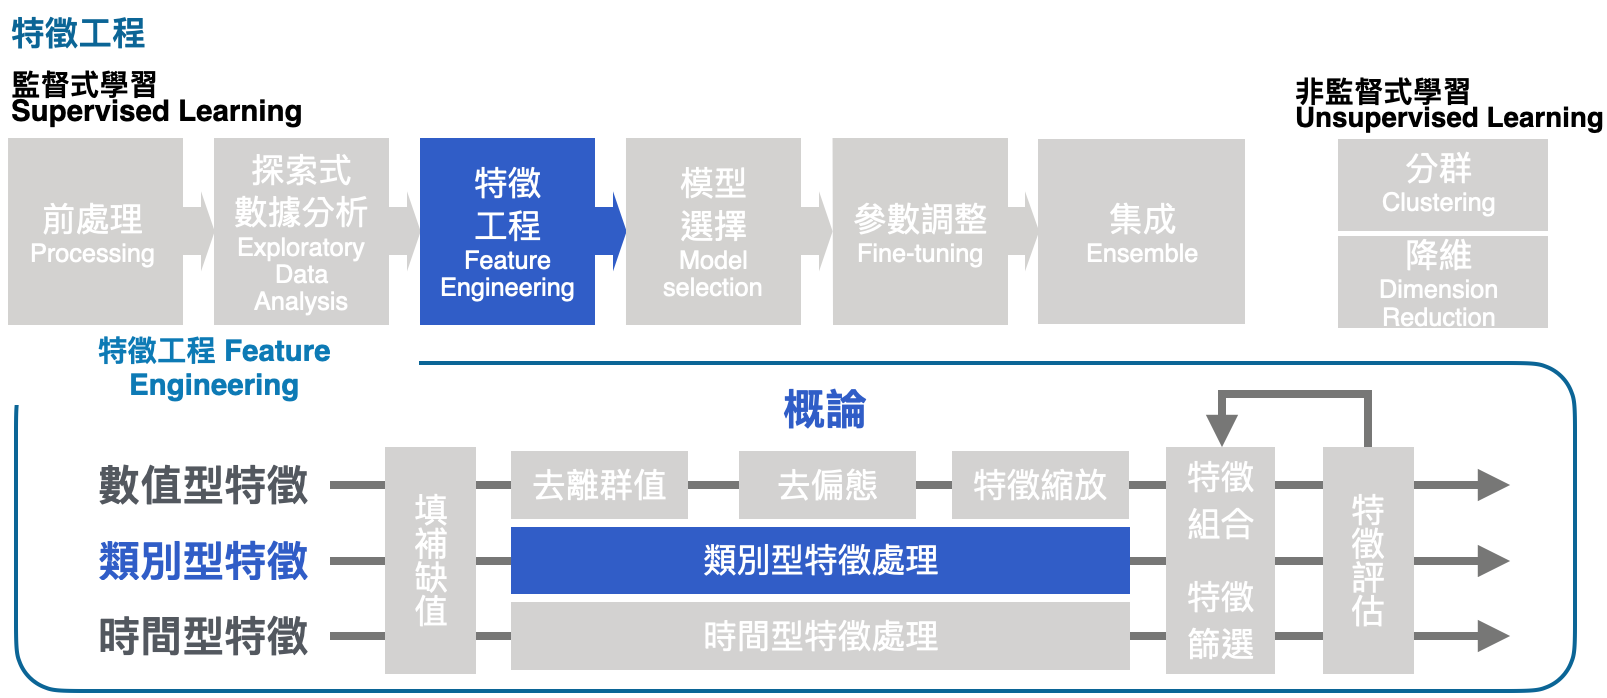 特徵工程
監督式學習
Supervised Learning
非監督式學習
Unsupervised Learning
前處理
Processing
探索式
數據分析
Exploratory
Data
Analysis
特徵
工程
Feature
Engineering
模型
選擇
Model
selection
參數調整
Fine-tuning
集成
Ensemble
分群
Clustering
降維
Dimension
Reduction
特徵工程 Feature
Engineering
概論
數值型特徵
類別型特徵
時間型特徵
填補缺值
去離群值
去偏態
特徵縮放
類別型特徵處理
時間型特徵處理
特徵
組合
特徵
篩選
特徵評估